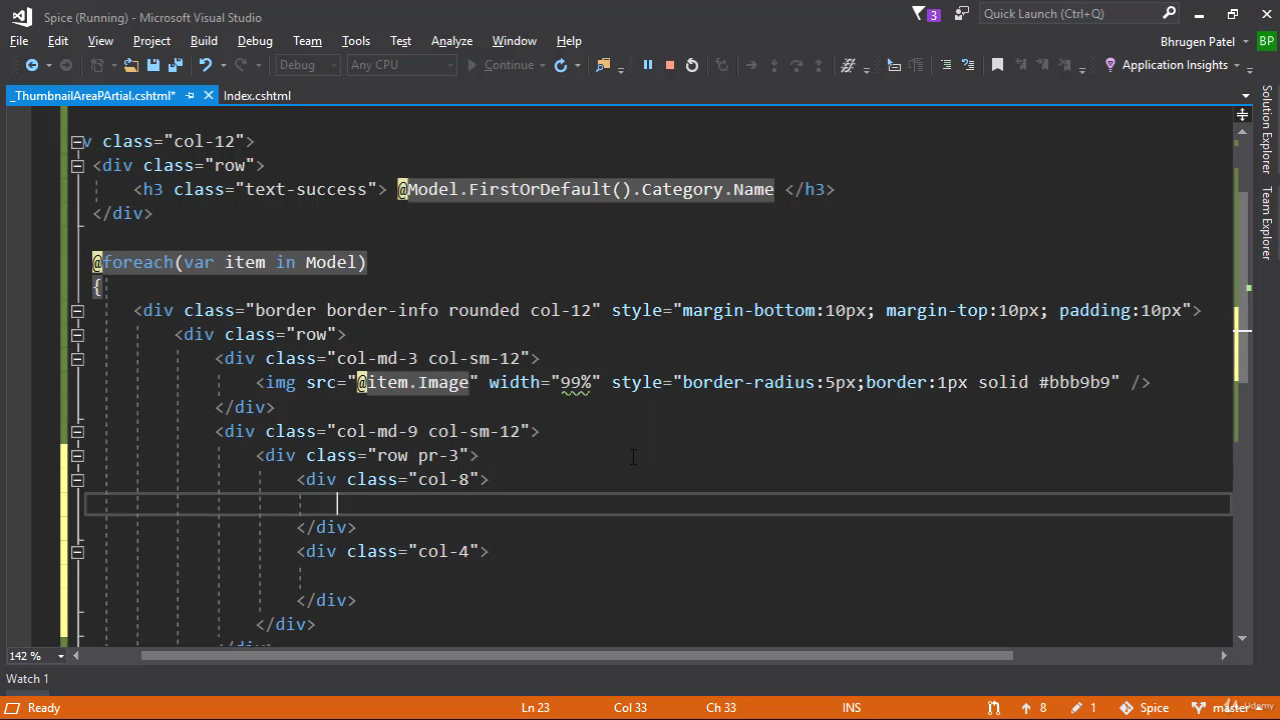 Spice (Running) - Microsoft Visual Studio
3
Quick Launch (Ctrl+Q)
File Edit View Project Build Debug Team Tools Test Analyze Window Help
Bhrugen Patel BP
Debug Any CPU Continue Application Insights
_ThumbnailAreaPArtial.cshtml* Index.cshtml
Solution Explorer
Team Explorer
v class="col-12">
<div class="row">
<h3 class="text-success"> @Model.FirstOrDefault().Category.Name </h3>
</div>
@foreach(var item in Model)
{
<div class="border border-info rounded col-12" style="margin-bottom:10px; margin-top:10px; padding:10px">
<div class="row">
<div class="col-md-3 col-sm-12">
<img src="@item.Image" width="99%" style="border-radius:5px;border:1px solid #bbb9b9" />
</div>
<div class="col-md-9 col-sm-12">
<div class="row pr-3">
<div class="col-8">
</div>
<div class="col-4">
</div>
</div>
</div>
142 %
Watch 1
Ready Ln 23 Col 33 Ch 33 INS 8 1 Spice master
Udemy